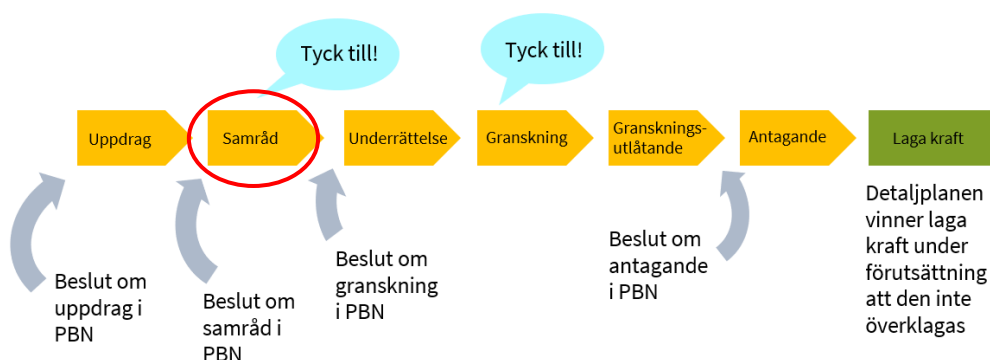 Tyck till!
Tyck till!
Uppdrag
Samråd
Underrättelse
Granskning
Gransknings-
utlåtande
Antagande
Laga kraft
Beslut om
uppdrag i
PBN
Beslut om
samråd i
PBN
Beslut om
granskning
i PBN
Beslut om
antagande
i PBN
Detaljplanen
vinner laga
kraft under
förutsättning
att den inte
överklagas